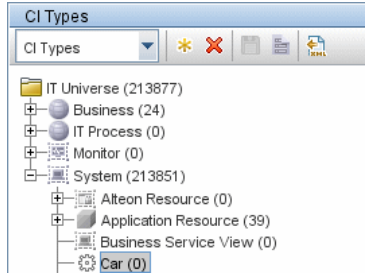 CI Types
CI Types
XML
IT Universe (213877)
Business (24)
IT Process (0)
Monitor (0)
System (213851)
Alteon Resource (0)
Application Resource (39)
Business Service View (0)
Car (0)